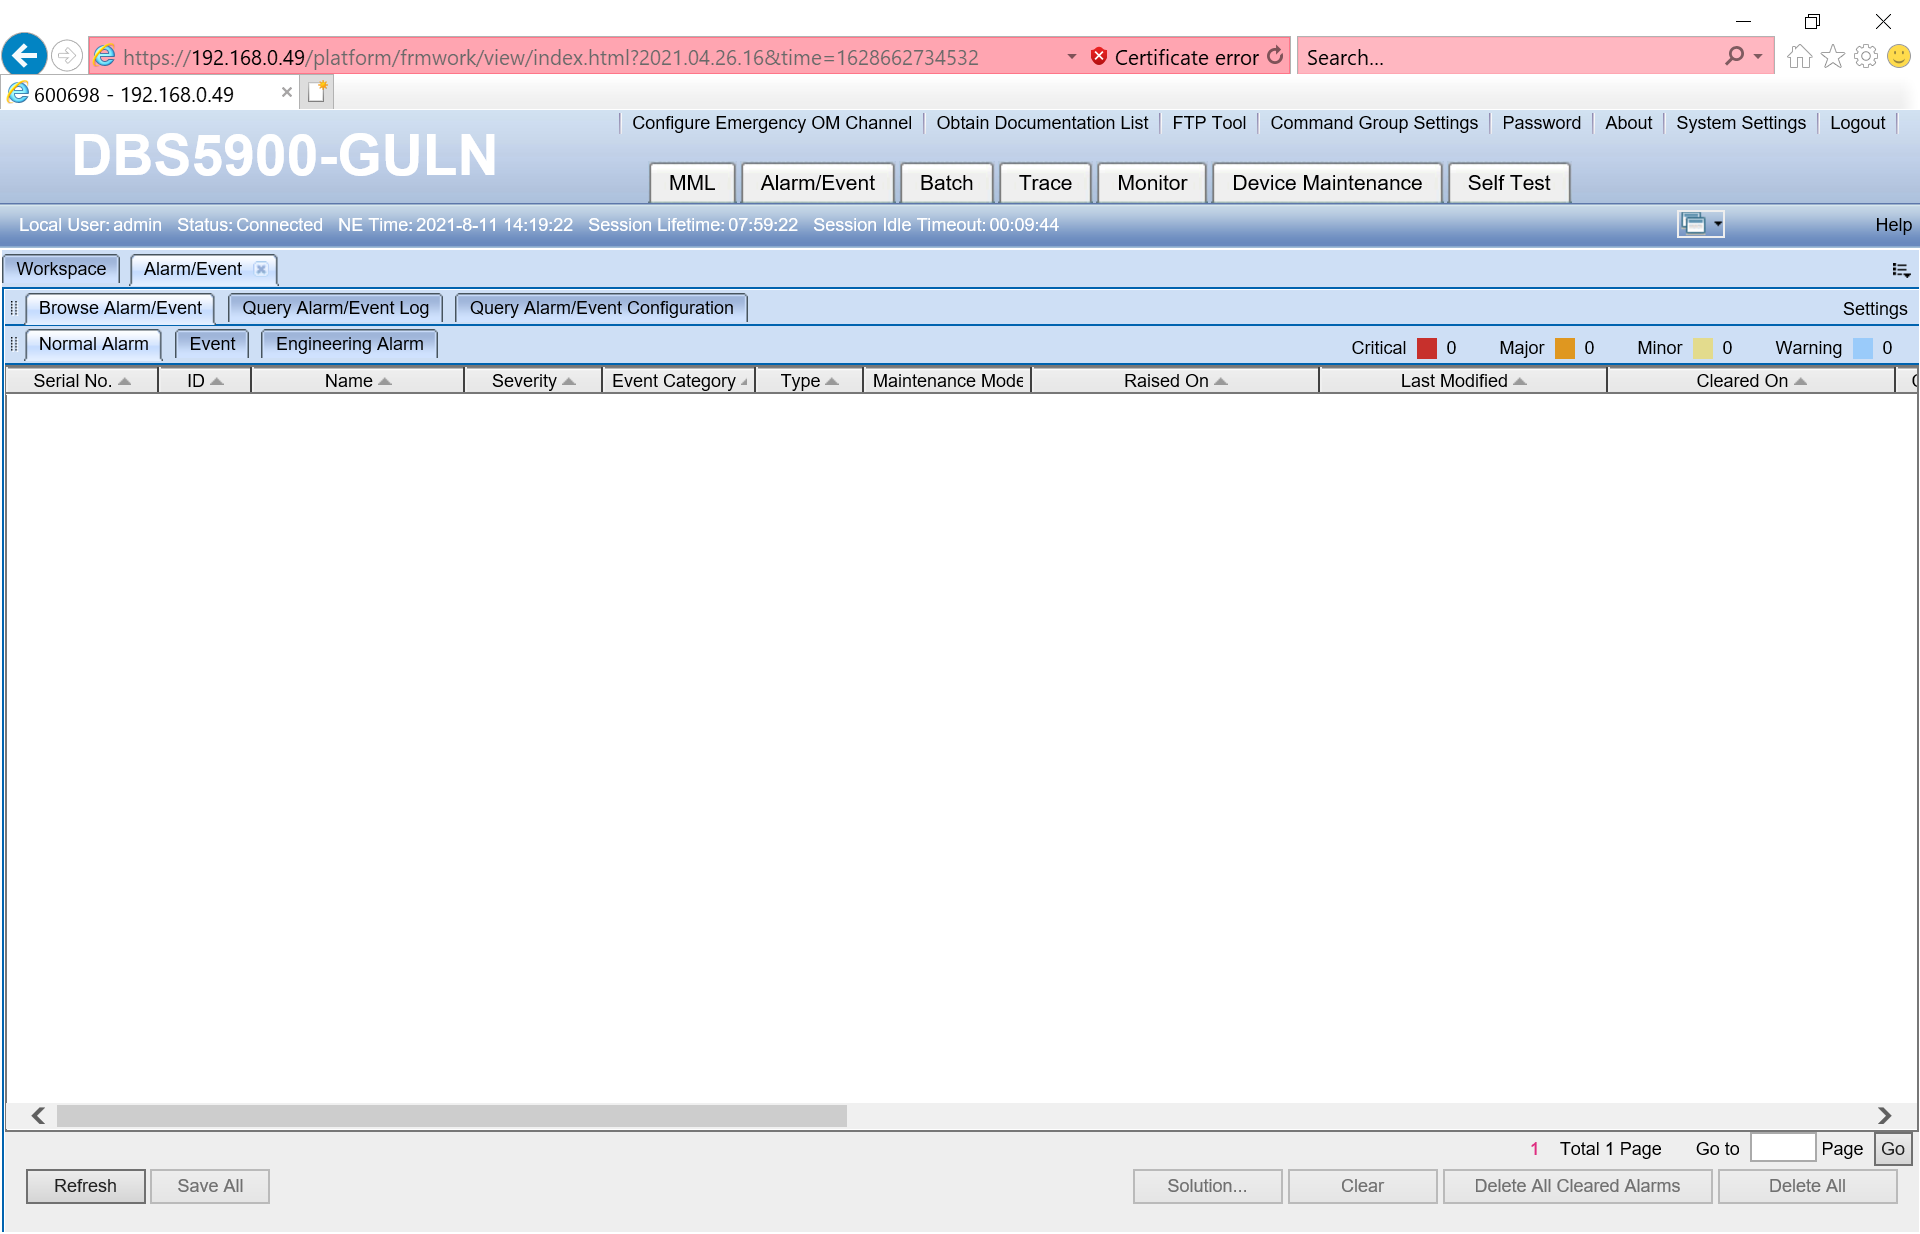 https://192.168.0.49/platform/frmwork/view/index.html?2021.04.26.16&time=1628662734532 Certificate error Search...
600698 - 192.168.0.49
Configure Emergency OM Channel Obtain Documentation List FTP Tool Command Group Settings Password About System Settings Logout
DBS5900-GULN
MML Alarm/Event Batch Trace Monitor Device Maintenance Self Test
Local User: admin Status: Connected NE Time: 2021-8-11 14:19:22 Session Lifetime: 07:59:22 Session Idle Timeout: 00:09:44 Help
Workspace Alarm/Event
Browse Alarm/Event Query Alarm/Event Log Query Alarm/Event Configuration Settings
Normal Alarm Event Engineering Alarm Critical 0 Major 0 Minor 0 Warning 0
Serial No. ID Name Severity Event Category Type Maintenance Mode Raised On Last Modified Cleared On
1 Total 1 Page Go to Page Go
Refresh Save All Solution... Clear Delete All Cleared Alarms Delete All